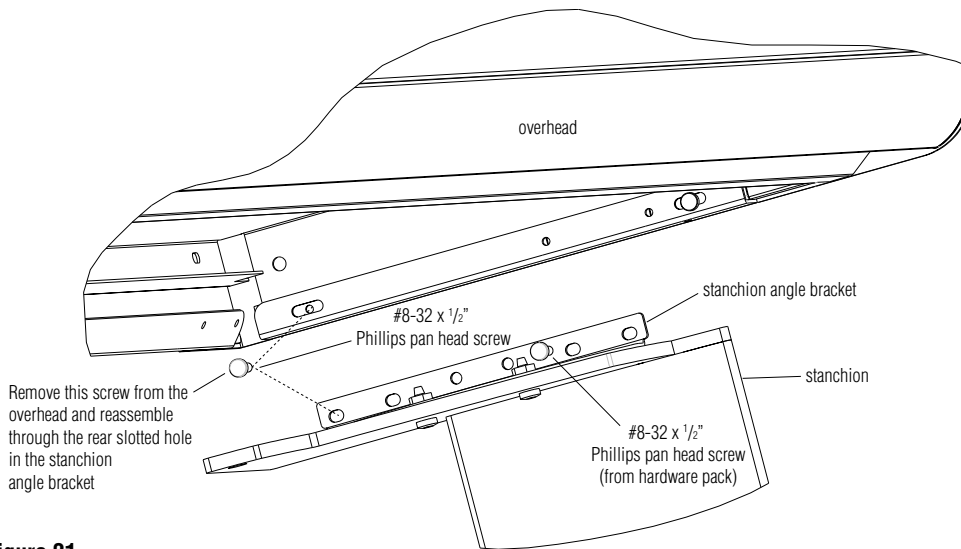 overhead
stanchion angle bracket
#8-32 x 1/2”
Phillips pan head screw
stanchion
Remove this screw from the
overhead and reassemble
through the rear slotted hole
in the stanchion
angle bracket
#8-32 x 1/2”
Phillips pan head screw
(from hardware pack)